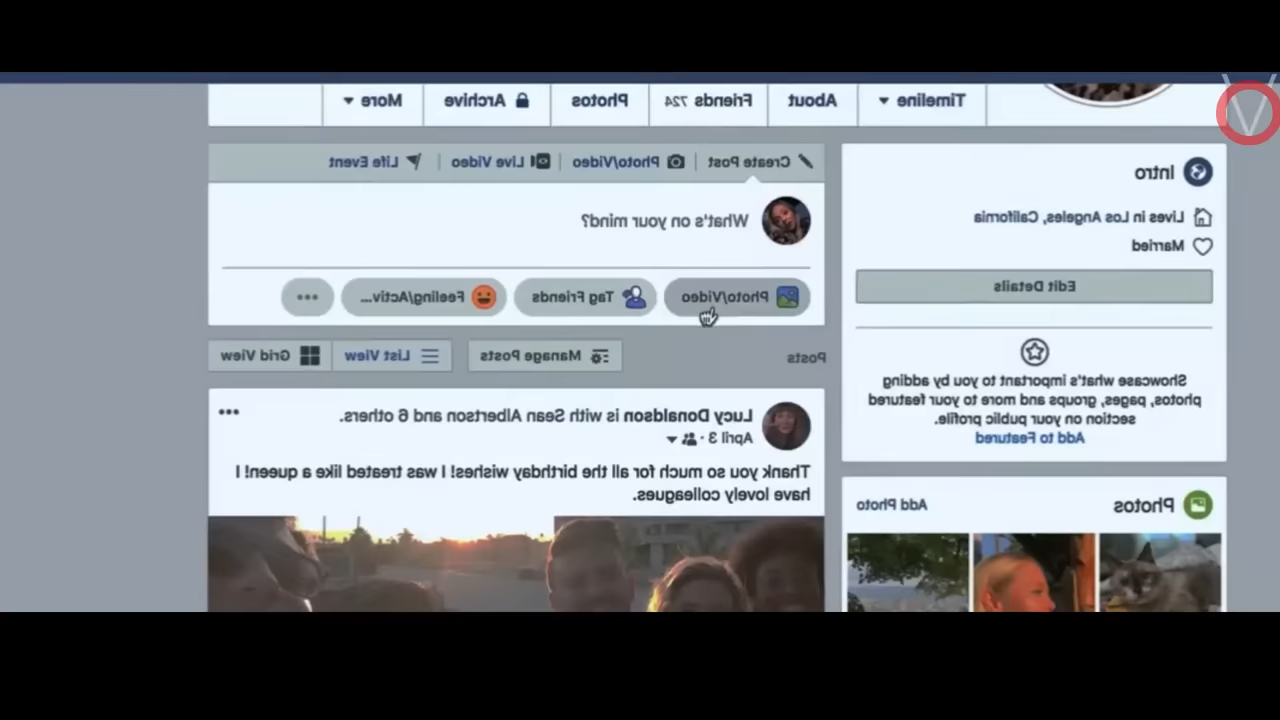 Timeline
About
Friends 724
Photos
Archive
More
Intro
Lives in Los Angeles, California
Married
Edit Details
Showcase what's important to you by adding
photos, pages, groups and more to your featured
section on your public profile.
Add to Featured
Photos
Add Photo
Create Post
Photo/Video
Live Video
Life Event
What's on your mind?
Photo/Video
Tag Friends
Feeling/Activ...
Posts
Manage Posts
List View
Grid View
Lucy Donaldson is with Sean Albertson and 6 others.
April 3
Thank you so much for all the birthday wishes! I was treated like a queen! I
have lovely colleagues.
V